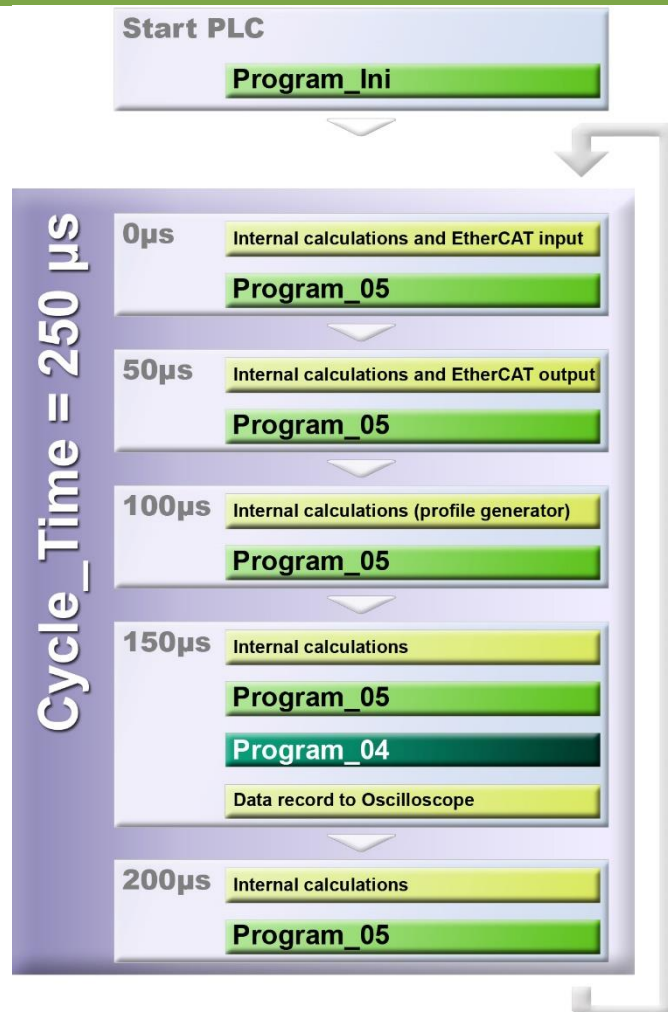 Start PLC
Program_Ini
Cycle_Time = 250 µs
0µs
Internal calculations and EtherCAT input
Program_05
50µs
Internal calculations and EtherCAT output
Program_05
100µs
Internal calculations (profile generator)
Program_05
150µs
Internal calculations
Program_05
Program_04
Data record to Oscilloscope
200µs
Internal calculations
Program_05